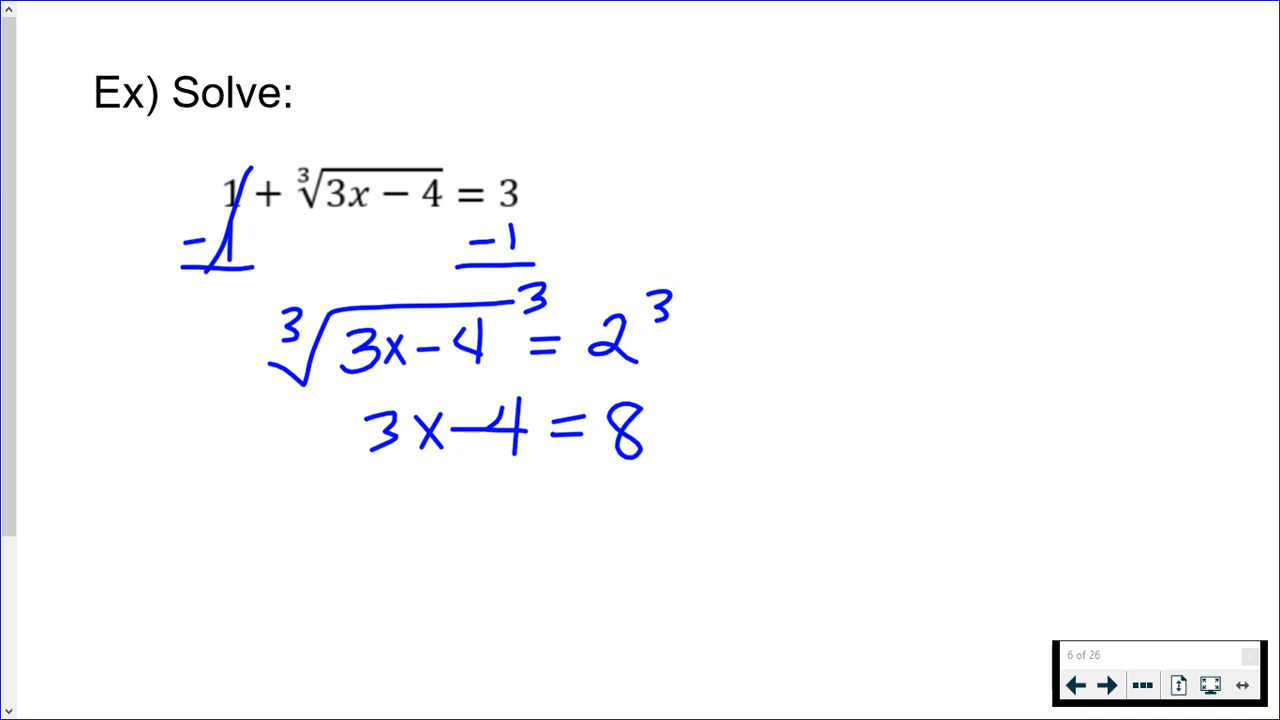 Ex) Solve:
1 + ∛(3x − 4) = 3
−1 −1
∛(3x − 4)³ = 2³
3x − 4 = 8
6 of 26